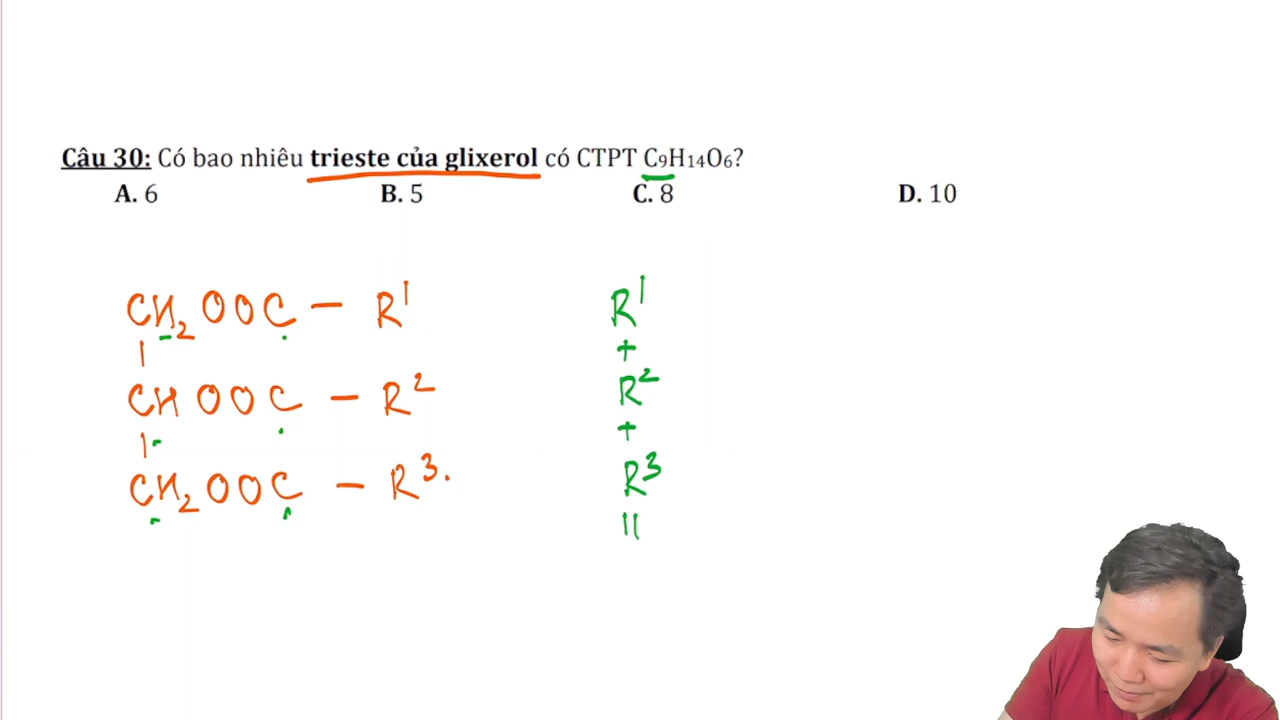 Câu 30: Có bao nhiêu trieste của glixerol có CTPT C₉H₁₄O₆?
A. 6 B. 5 C. 8 D. 10
CH₂OOC — R¹ R¹
| +
CHOOC — R² R²
| +
CH₂OOC — R³. R³
||